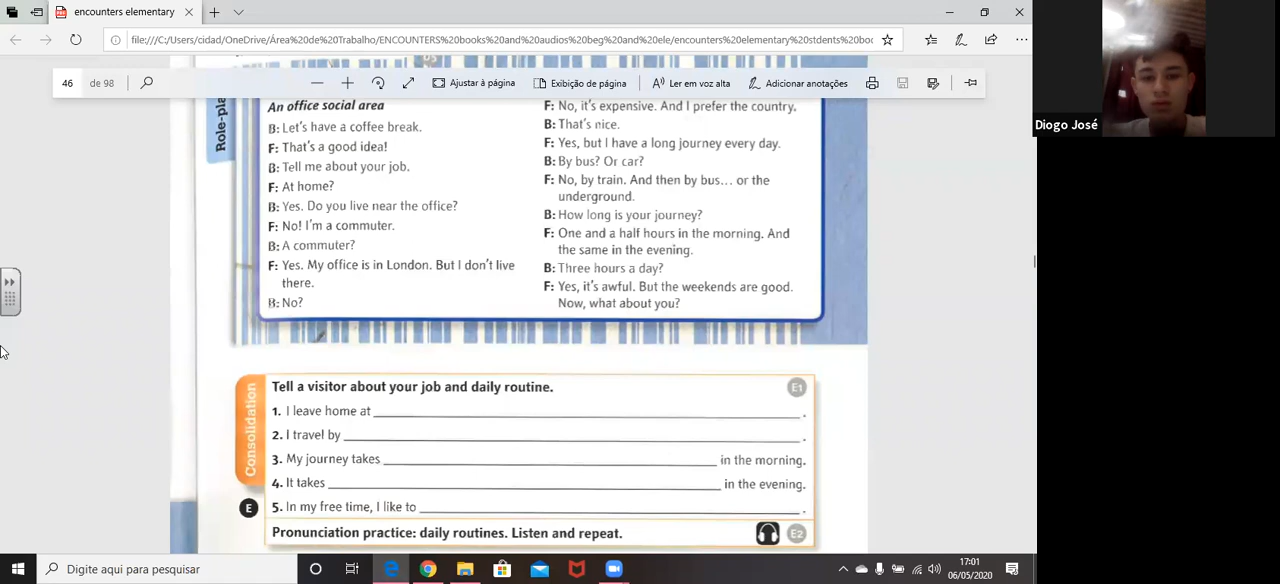 encounters elementary
file:///C:/Users/cidad/OneDrive/Área%20de%20Trabalho/ENCOUNTERS%20books%20and%20audios%20beg%20and%20ele/encounters%20elementary%20stdents%20boo
46 de 98
Ajustar à página
Exibição de página
Ler em voz alta
Adicionar anotações
Diogo José
Role-pla
An office social area
B: Let's have a coffee break.
F: That's a good idea!
B: Tell me about your job.
F: At home?
B: Yes. Do you live near the office?
F: No! I'm a commuter.
B: A commuter?
F: Yes. My office is in London. But I don't live
there.
B: No?
F: No, it's expensive. And I prefer the country.
B: That's nice.
F: Yes, but I have a long journey every day.
B: By bus? Or car?
F: No, by train. And then by bus... or the
underground.
B: How long is your journey?
F: One and a half hours in the morning. And
the same in the evening.
B: Three hours a day?
F: Yes, it's awful. But the weekends are good.
Now, what about you?
Consolidation
Tell a visitor about your job and daily routine. E1
1. I leave home at .
2. I travel by .
3. My journey takes in the morning.
4. It takes in the evening.
E 5. In my free time, I like to .
Pronunciation practice: daily routines. Listen and repeat. E2
Digite aqui para pesquisar
17:01
06/05/2020